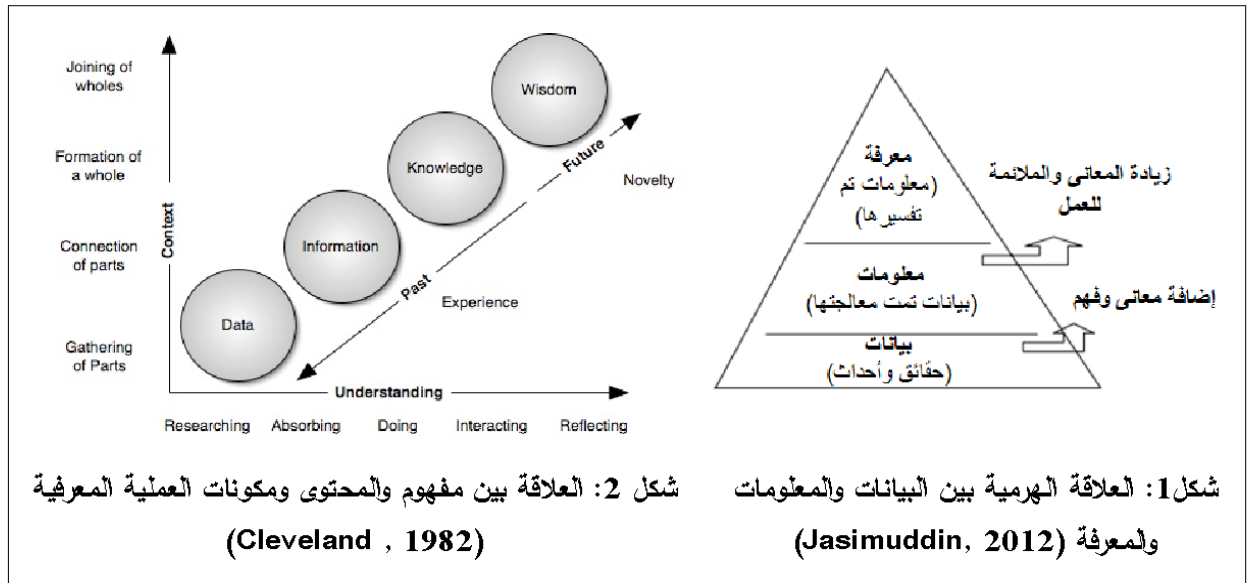 Joining of
wholes
Formation of
a whole
Connection
of parts
Gathering
of Parts
Context
Wisdom
Knowledge
Information
Data
Future
Past
Novelty
Experience
Understanding
Researching Absorbing Doing Interacting Reflecting
معرفة
(معلومات تم
تفسيرها)
معلومات
(بيانات تمت معالجتها)
بيانات
(حقائق وأحداث)
زيادة المعانى والملائمة
للعمل
إضافة معانى وفهم
شكل1: العلاقة الهرمية بين البيانات والمعلومات
والمعرفة (Jasimuddin, 2012)
شكل 2: العلاقة بين مفهوم والمحتوى ومكونات العملية المعرفية
(Cleveland , 1982)